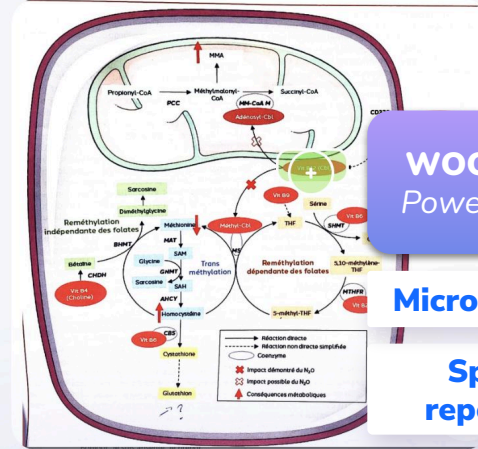 MMA
Propionyl-CoA
Méthylmalonyl-
CoA
Succinyl-CoA
PCC
MM-CoA M
Adénosyl-Cbl
Vit B9
Sérine
Vit B6
SHMT
THF
Méthyl-Cbl
MS
5,10-méthylène-
THF
MTHFR
5-méthyl-THF
Sarcosine
Diméthylglycine
Reméthylation
indépendante des folates
BHMT
Bétaïne
CHDH
Vit B4
(Choline)
Méthionine
MAT
SAM
Glycine
GNMT
Sarcosine
SAH
AHCY
Homocystéine
Trans
méthylation
Reméthylation
dépendante des folates
Vit B6
CBS
Cystathione
Glutathion
?
Réaction directe
Réaction non directe simplifiée
Coenzyme
Impact démontré du N₂O
Impact possible du N₂O
Conséquences métaboliques
WOO
Powe
Micro
Sp
repo